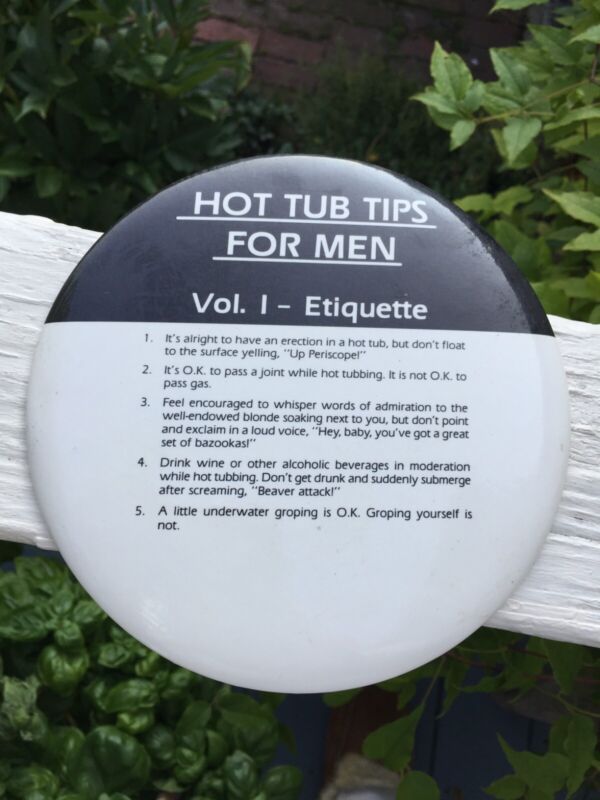 HOT TUB TIPS
FOR MEN
Vol. I – Etiquette
1. It's alright to have an erection in a hot tub, but don't float
to the surface yelling, "Up Periscope!"
2. It's O.K. to pass a joint while hot tubbing. It is not O.K. to
pass gas.
3. Feel encouraged to whisper words of admiration to the
well-endowed blonde soaking next to you, but don't point
and exclaim in a loud voice, "Hey, baby, you've got a great
set of bazookas!"
4. Drink wine or other alcoholic beverages in moderation
while hot tubbing. Don't get drunk and suddenly submerge
after screaming, "Beaver attack!"
5. A little underwater groping is O.K. Groping yourself is
not.